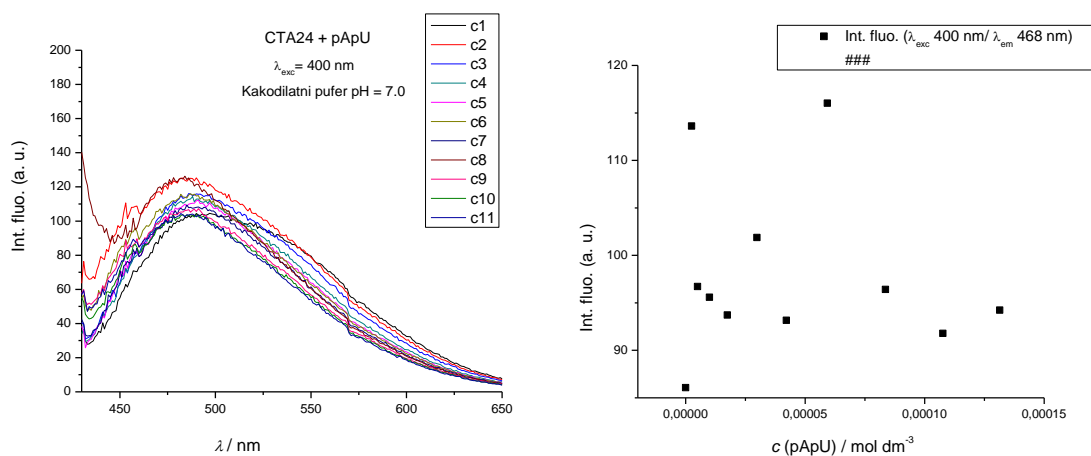 CTA24 + pApU
λexc= 400 nm
Kakodilatni pufer pH = 7.0
c1
c2
c3
c4
c5
c6
c7
c8
c9
c10
c11
200
180
160
140
120
100
80
60
40
20
0
Int. fluo. (a. u.)
450
500
550
600
650
λ / nm
Int. fluo. (λexc 400 nm/ λem 468 nm)
###
120
110
100
90
Int. fluo. (a. u.)
0,00000
0,00005
0,00010
0,00015
c (pApU) / mol dm-3